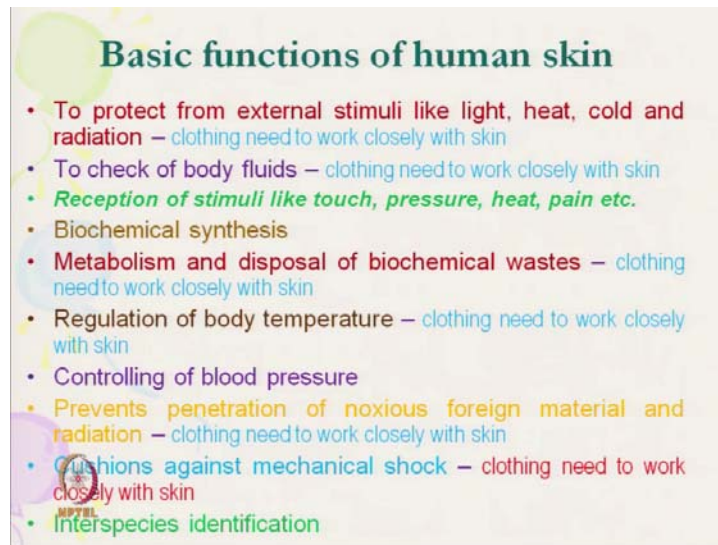 Basic functions of human skin
• To protect from external stimuli like light, heat, cold and
radiation – clothing need to work closely with skin
• To check of body fluids – clothing need to work closely with skin
• Reception of stimuli like touch, pressure, heat, pain etc.
• Biochemical synthesis
• Metabolism and disposal of biochemical wastes – clothing
need to work closely with skin
• Regulation of body temperature – clothing need to work closely
with skin
• Controlling of blood pressure
• Prevents penetration of noxious foreign material and
radiation – clothing need to work closely with skin
• Cushions against mechanical shock – clothing need to work
closely with skin
NPTEL
• Interspecies identification